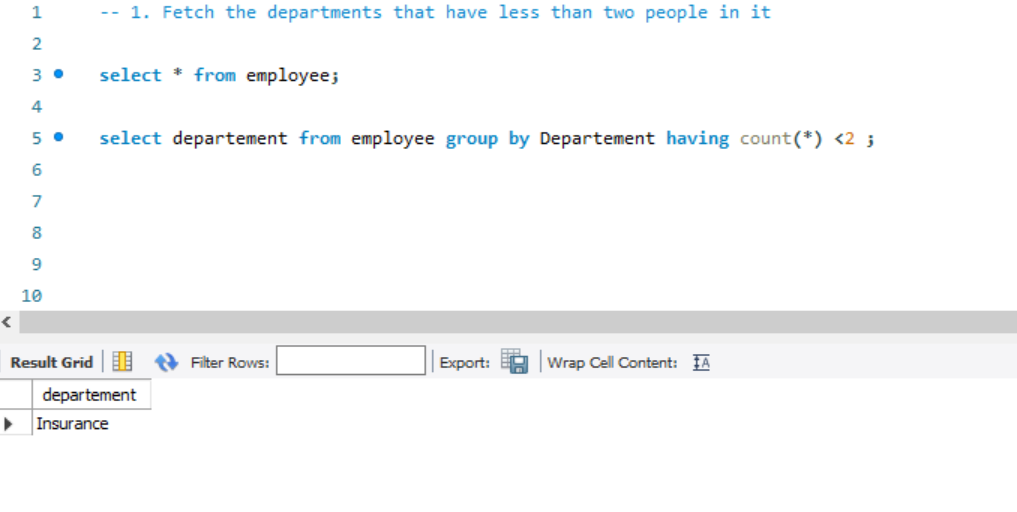 1 -- 1. Fetch the departments that have less than two people in it
2
3 select * from employee;
4
5 select departement from employee group by Departement having count(*) <2 ;
6
7
8
9
10
Result Grid Filter Rows: Export: Wrap Cell Content:
departement
Insurance